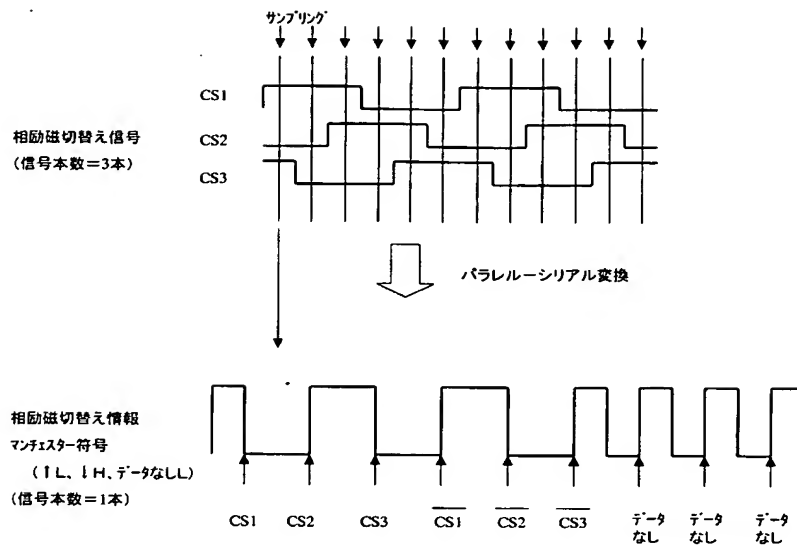 サンプリング
CS1
相励磁切替え信号
(信号本数=3本)
CS2
CS3
パラレルーシリアル変換
相励磁切替え情報
マンチェスター符号
(↑L、↓H、データなしL)
(信号本数=1本)
CS1 CS2 CS3 C̅S̅1̅ C̅S̅2̅ C̅S̅3̅ データなし データなし データなし